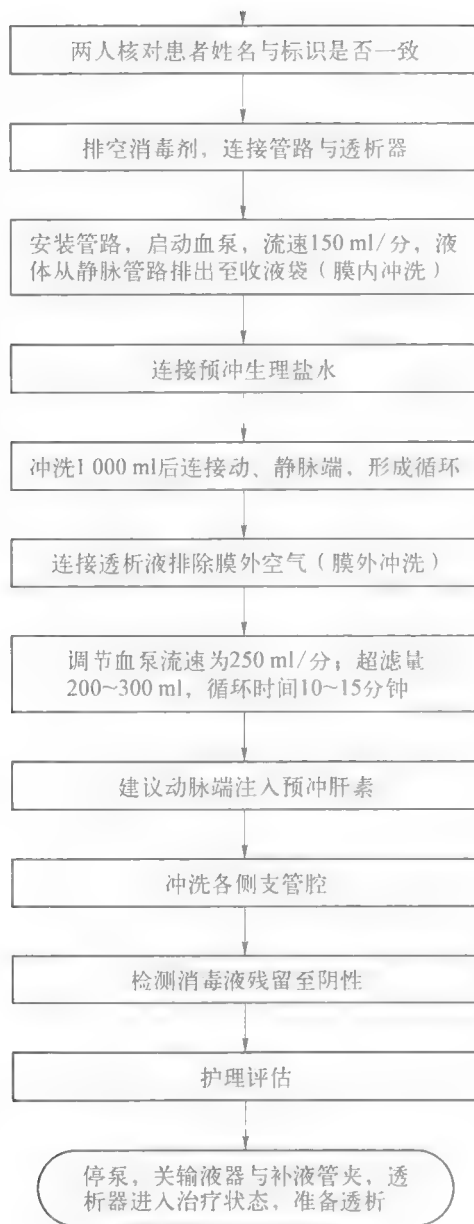 两人核对患者姓名与标识是否一致
排空消毒剂，连接管路与透析器
安装管路，启动血泵，流速150 ml/分，液
体从静脉管路排出至收液袋（膜内冲洗）
连接预冲生理盐水
冲洗1 000 ml后连接动、静脉端，形成循环
连接透析液排除膜外空气（膜外冲洗）
调节血泵流速为250 ml/分；超滤量
200~300 ml，循环时间10~15分钟
建议动脉端注入预冲肝素
冲洗各侧支管腔
检测消毒液残留至阴性
护理评估
停泵，关输液器与补液管夹，透
析器进入治疗状态，准备透析